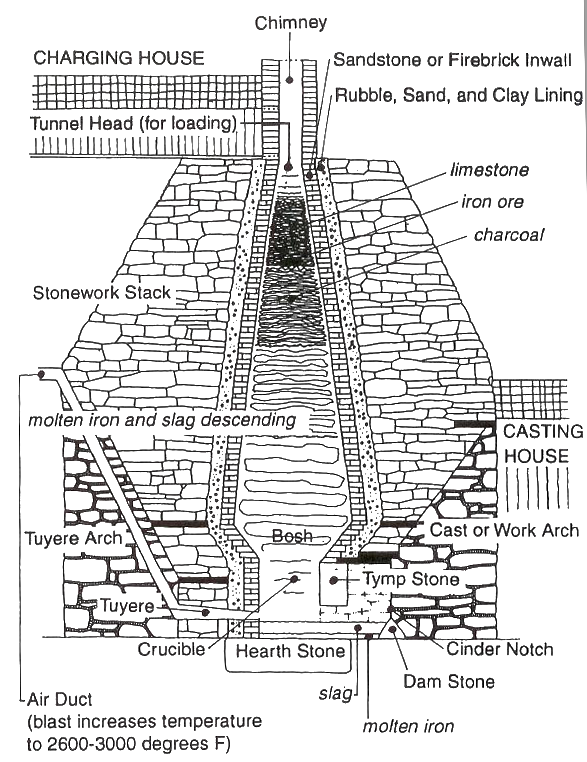 Chimney
CHARGING HOUSE
Sandstone or Firebrick Inwall
Rubble, Sand, and Clay Lining
Tunnel Head (for loading)
limestone
iron ore
charcoal
Stonework Stack
molten iron and slag descending
CASTING
HOUSE
Bosh
Cast or Work Arch
Tuyere Arch
Tymp Stone
Tuyere
Crucible
Hearth Stone
Cinder Notch
Dam Stone
slag
molten iron
Air Duct
(blast increases temperature
to 2600-3000 degrees F)